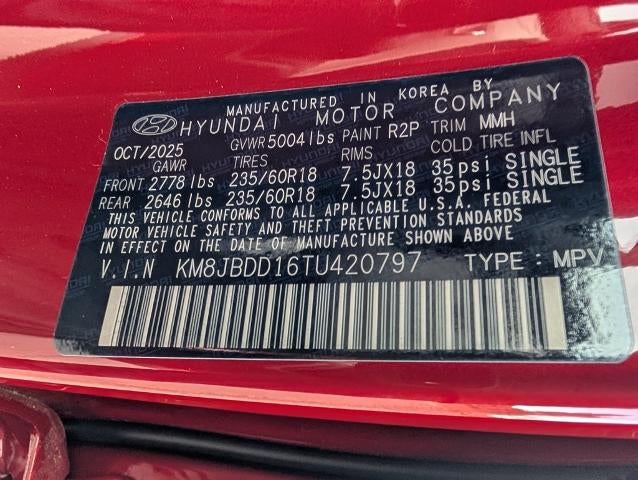 MANUFACTURED IN KOREA BY
HYUNDAI MOTOR COMPANY
OCT/2025 GVWR 5004lbs PAINT R2P TRIM MMH
GAWR TIRES RIMS COLD TIRE INFL
FRONT 2778lbs 235/60R18 7.5JX18 35psi SINGLE
REAR 2646lbs 235/60R18 7.5JX18 35psi SINGLE
THIS VEHICLE CONFORMS TO ALL APPLICABLE U.S.A. FEDERAL
MOTOR VEHICLE SAFETY, BUMPER, AND THEFT PREVENTION STANDARDS
IN EFFECT ON THE DATE OF MANUFACTURE SHOWN ABOVE.
V.I.N KM8JBDD16TU420797 TYPE: MPV